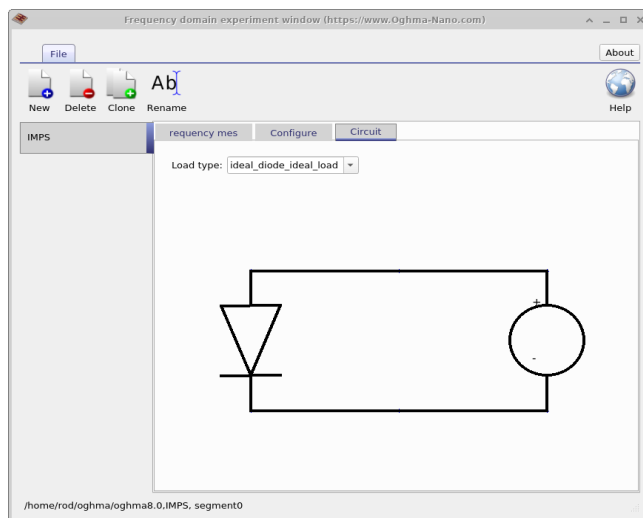 Frequency domain experiment window (https://www.Oghma-Nano.com)
File
About
Ab
New
Delete
Clone
Rename
Help
IMPS
requency mes
Configure
Circuit
Load type:
ideal_diode_ideal_load
+
-
/home/rod/oghma/oghma8.0,IMPS, segment0